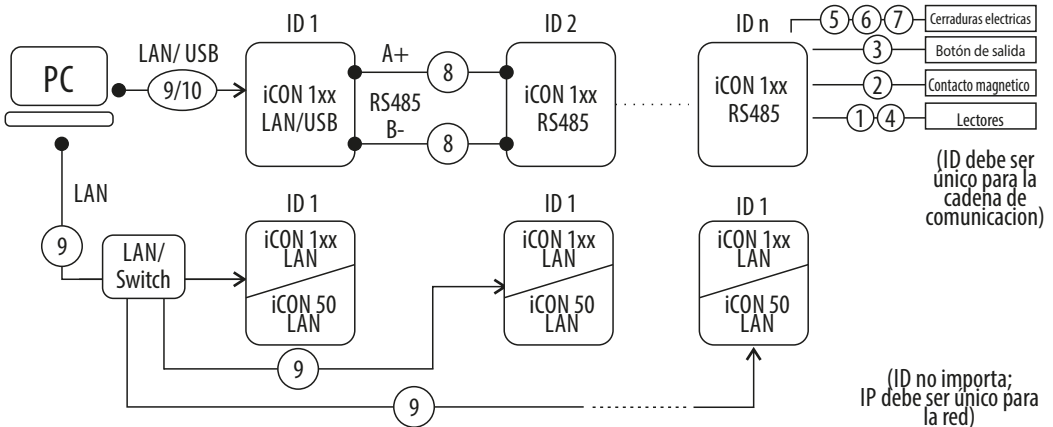 ID 1
ID 2
ID n
5 6 7
Cerraduras electricas
LAN/ USB
A+
8
3
Botón de salida
PC
9/10
iCON 1xx
LAN/USB
RS485
iCON 1xx
RS485
iCON 1xx
RS485
2
Contacto magnetico
B-
8
1 4
Lectores
(ID debe ser
único para la
cadena de
comunicacion)
LAN
ID 1
ID 1
ID 1
9
LAN/
Switch
iCON 1xx
LAN
iCON 50
LAN
iCON 1xx
LAN
iCON 50
LAN
iCON 1xx
LAN
iCON 50
LAN
9
9
(ID no importa;
IP debe ser único para
la red)